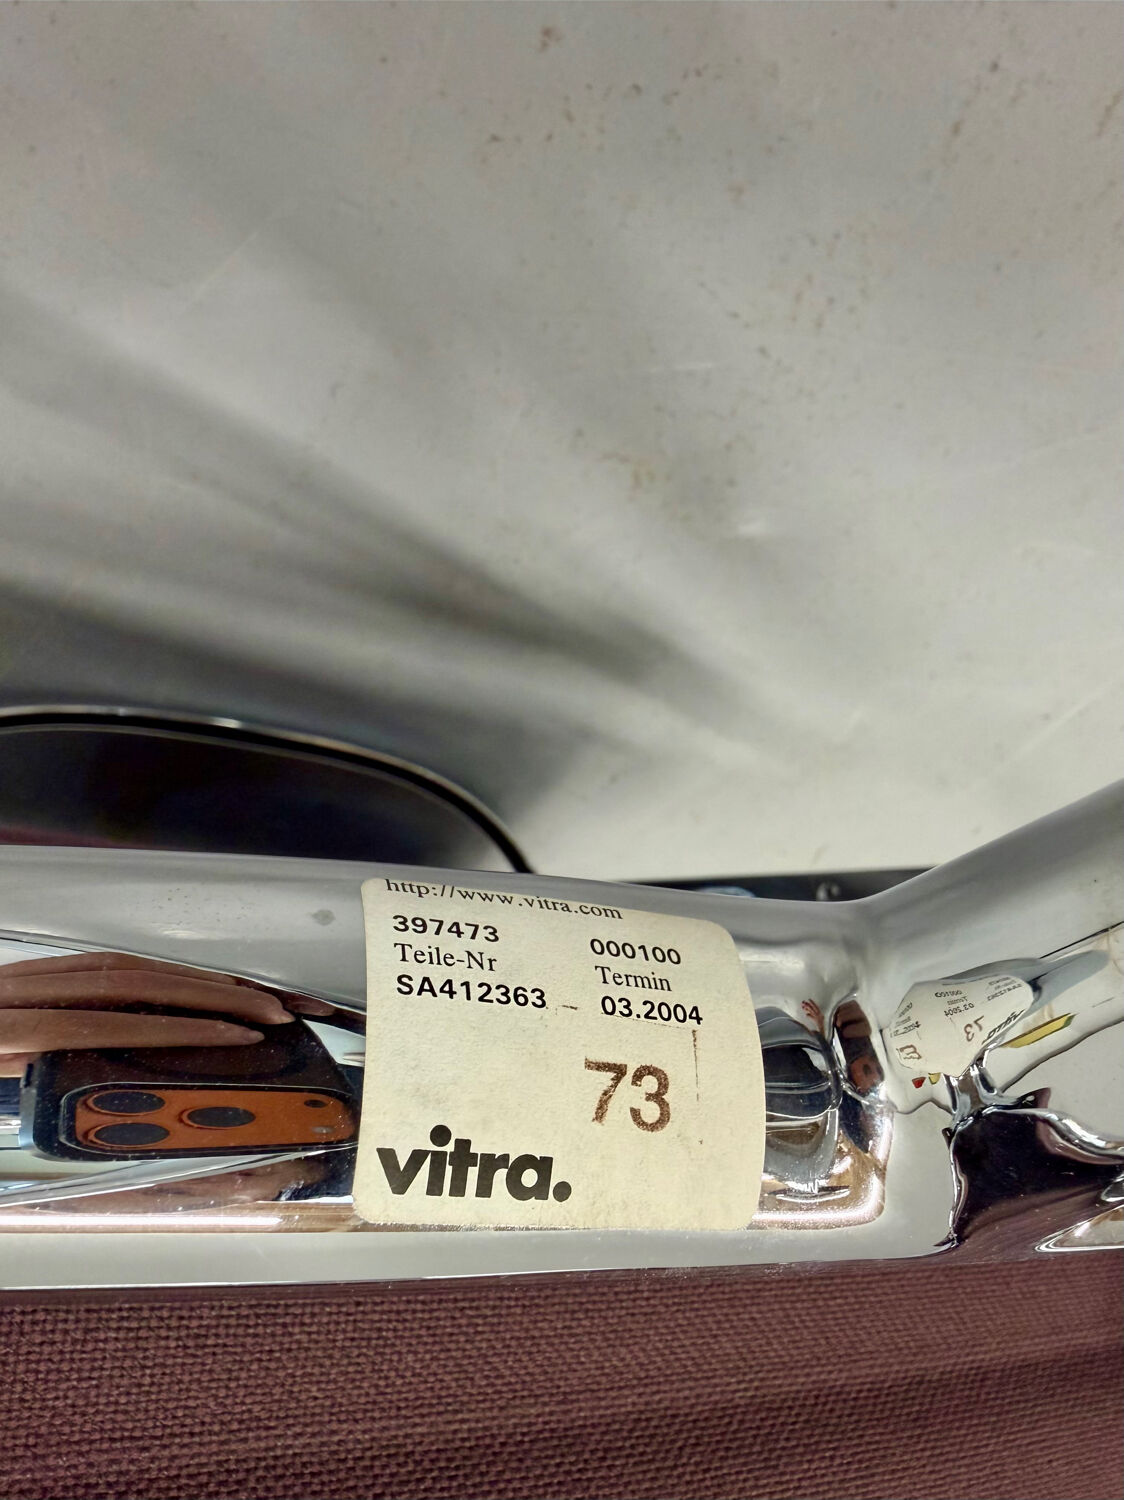 http://www.vitra.com
397473 000100
Teile-Nr Termin
SA412363 03.2004
73
vitra.